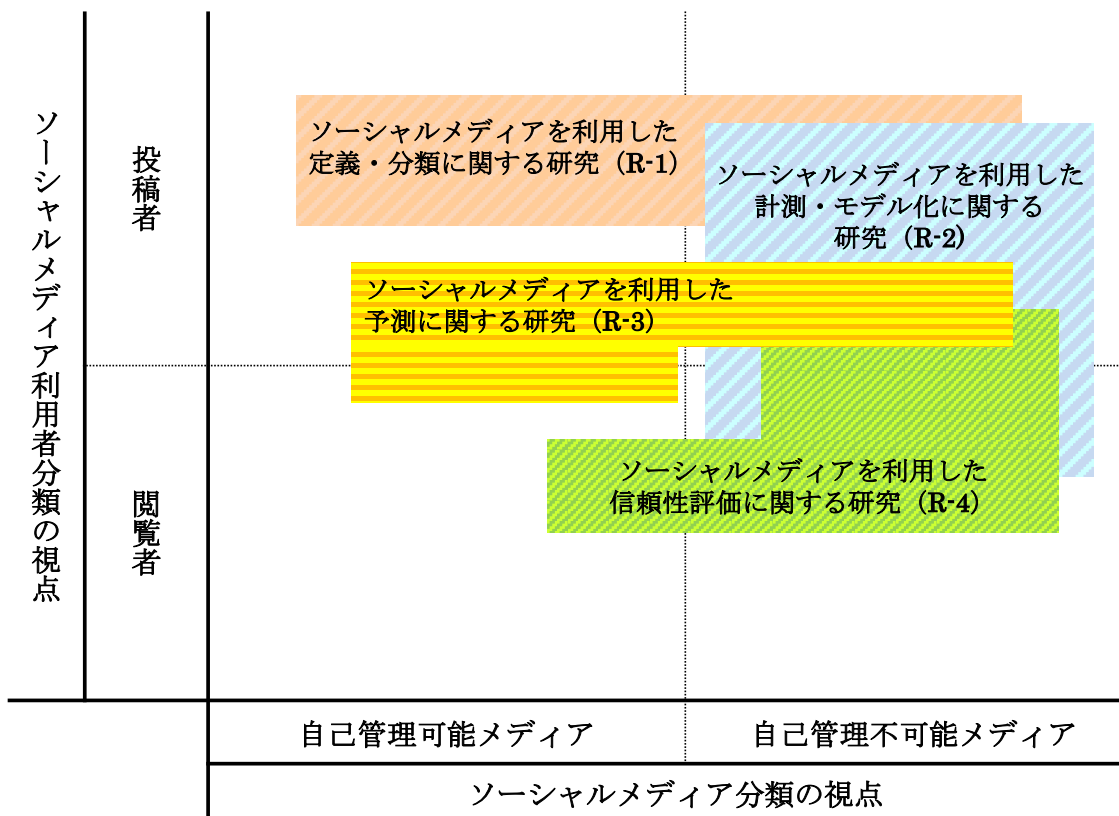 ソーシャルメディア利用者分類の視点
投稿者
閲覧者
ソーシャルメディアを利用した
定義・分類に関する研究（R-1）
ソーシャルメディアを利用した
計測・モデル化に関する
研究（R-2）
ソーシャルメディアを利用した
予測に関する研究（R-3）
ソーシャルメディアを利用した
信頼性評価に関する研究（R-4）
自己管理可能メディア
自己管理不可能メディア
ソーシャルメディア分類の視点